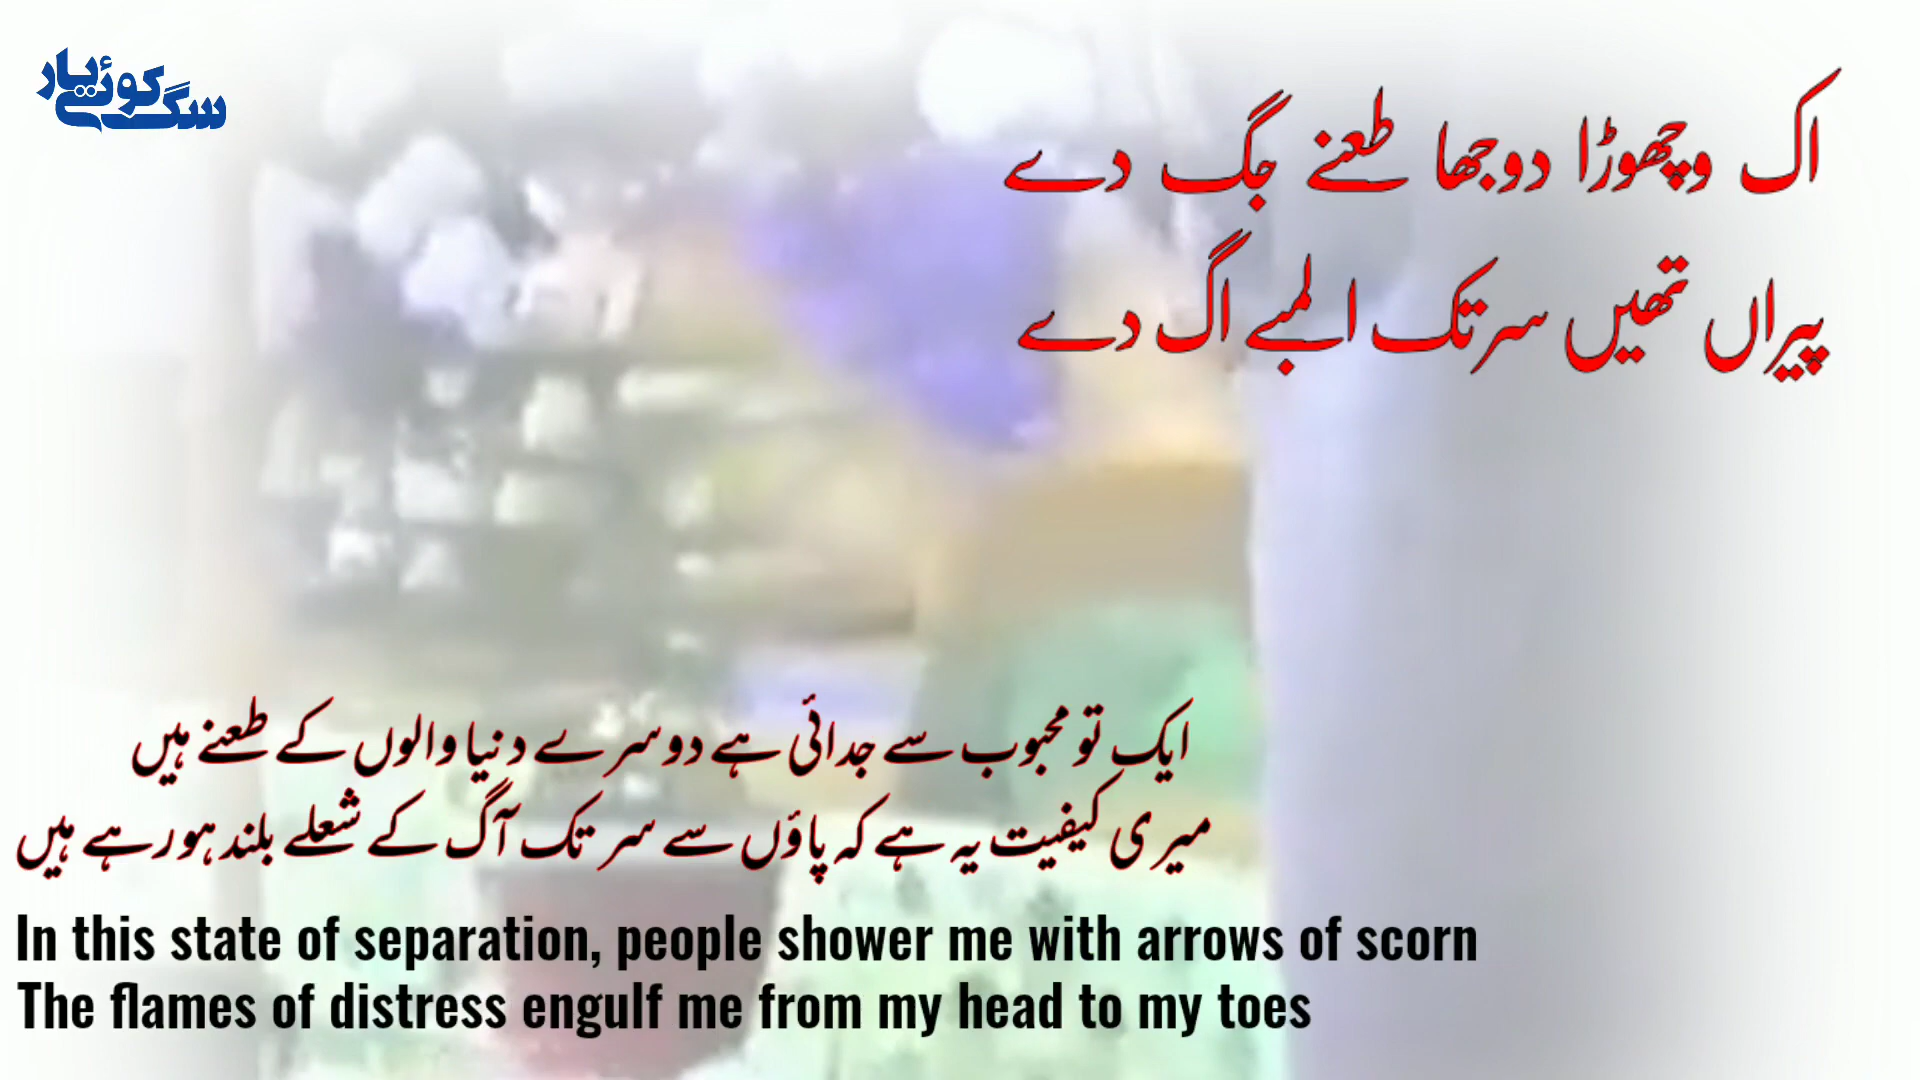 سگ کوئے یار
اک وچھوڑا دوجھا طعنے جگ دے
پیراں تھیں سر تک المبے اگ دے
ایک تو محبوب سے جدائی ہے دوسرے دنیا والوں کے طعنے ہیں
میری کیفیت یہ ہے کہ پاؤں سے سر تک آگ کے شعلے بلند ہو رہے ہیں
In this state of separation, people shower me with arrows of scorn
The flames of distress engulf me from my head to my toes